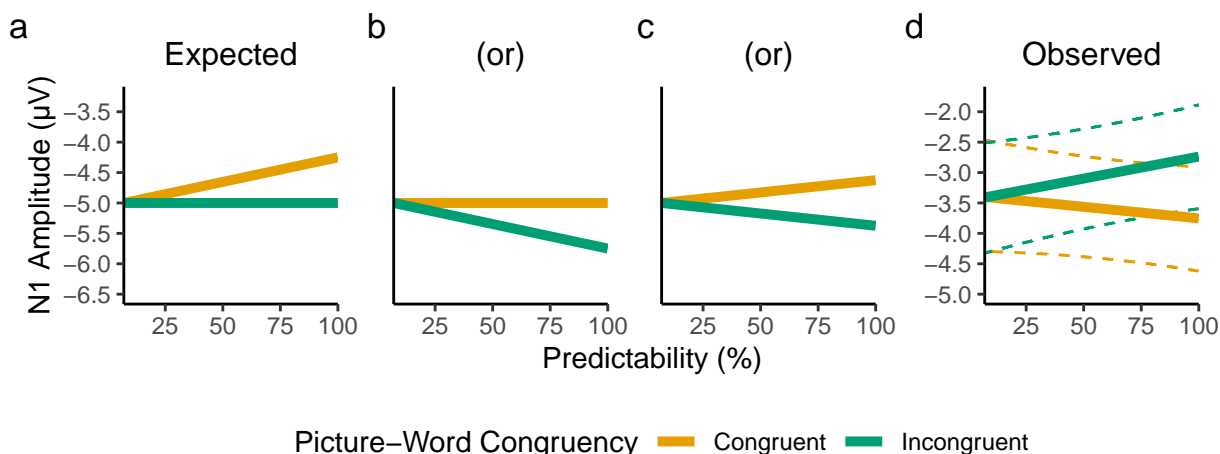 a b c d
Expected (or) (or) Observed
N1 Amplitude (µV)
−3.5
−4.0
−4.5
−5.0
−5.5
−6.0
−6.5
−2.0
−2.5
−3.0
−3.5
−4.0
−4.5
−5.0
25 50 75 100 25 50 75 100 25 50 75 100 25 50 75 100
Predictability (%)
Picture−Word Congruency Congruent Incongruent